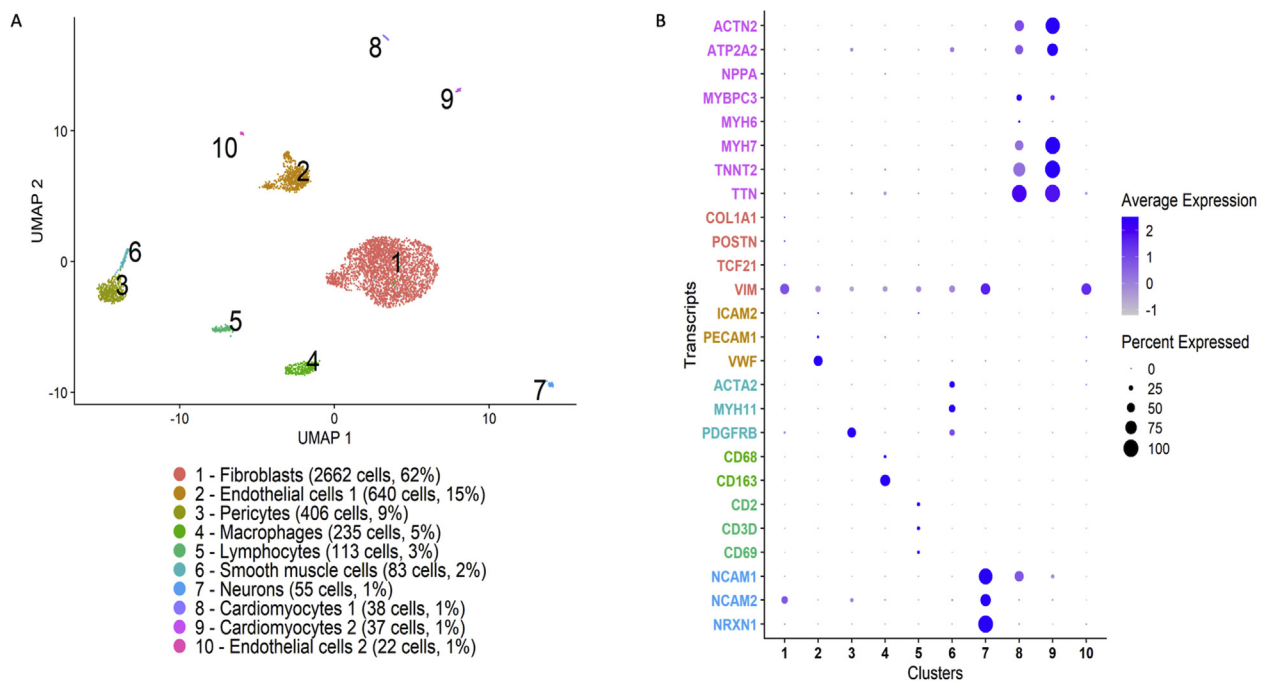 A
UMAP 2
10
0
-10
-10
0
10
UMAP 1
8
9
10
2
1
6
3
5
4
7
1 - Fibroblasts (2662 cells, 62%)
2 - Endothelial cells 1 (640 cells, 15%)
3 - Pericytes (406 cells, 9%)
4 - Macrophages (235 cells, 5%)
5 - Lymphocytes (113 cells, 3%)
6 - Smooth muscle cells (83 cells, 2%)
7 - Neurons (55 cells, 1%)
8 - Cardiomyocytes 1 (38 cells, 1%)
9 - Cardiomyocytes 2 (37 cells, 1%)
10 - Endothelial cells 2 (22 cells, 1%)
B
Transcripts
ACTN2
ATP2A2
NPPA
MYBPC3
MYH6
MYH7
TNNT2
TTN
COL1A1
POSTN
TCF21
VIM
ICAM2
PECAM1
VWF
ACTA2
MYH11
PDGFRB
CD68
CD163
CD2
CD3D
CD69
NCAM1
NCAM2
NRXN1
1 2 3 4 5 6 7 8 9 10
Clusters
Average Expression
2
1
0
-1
Percent Expressed
0
25
50
75
100